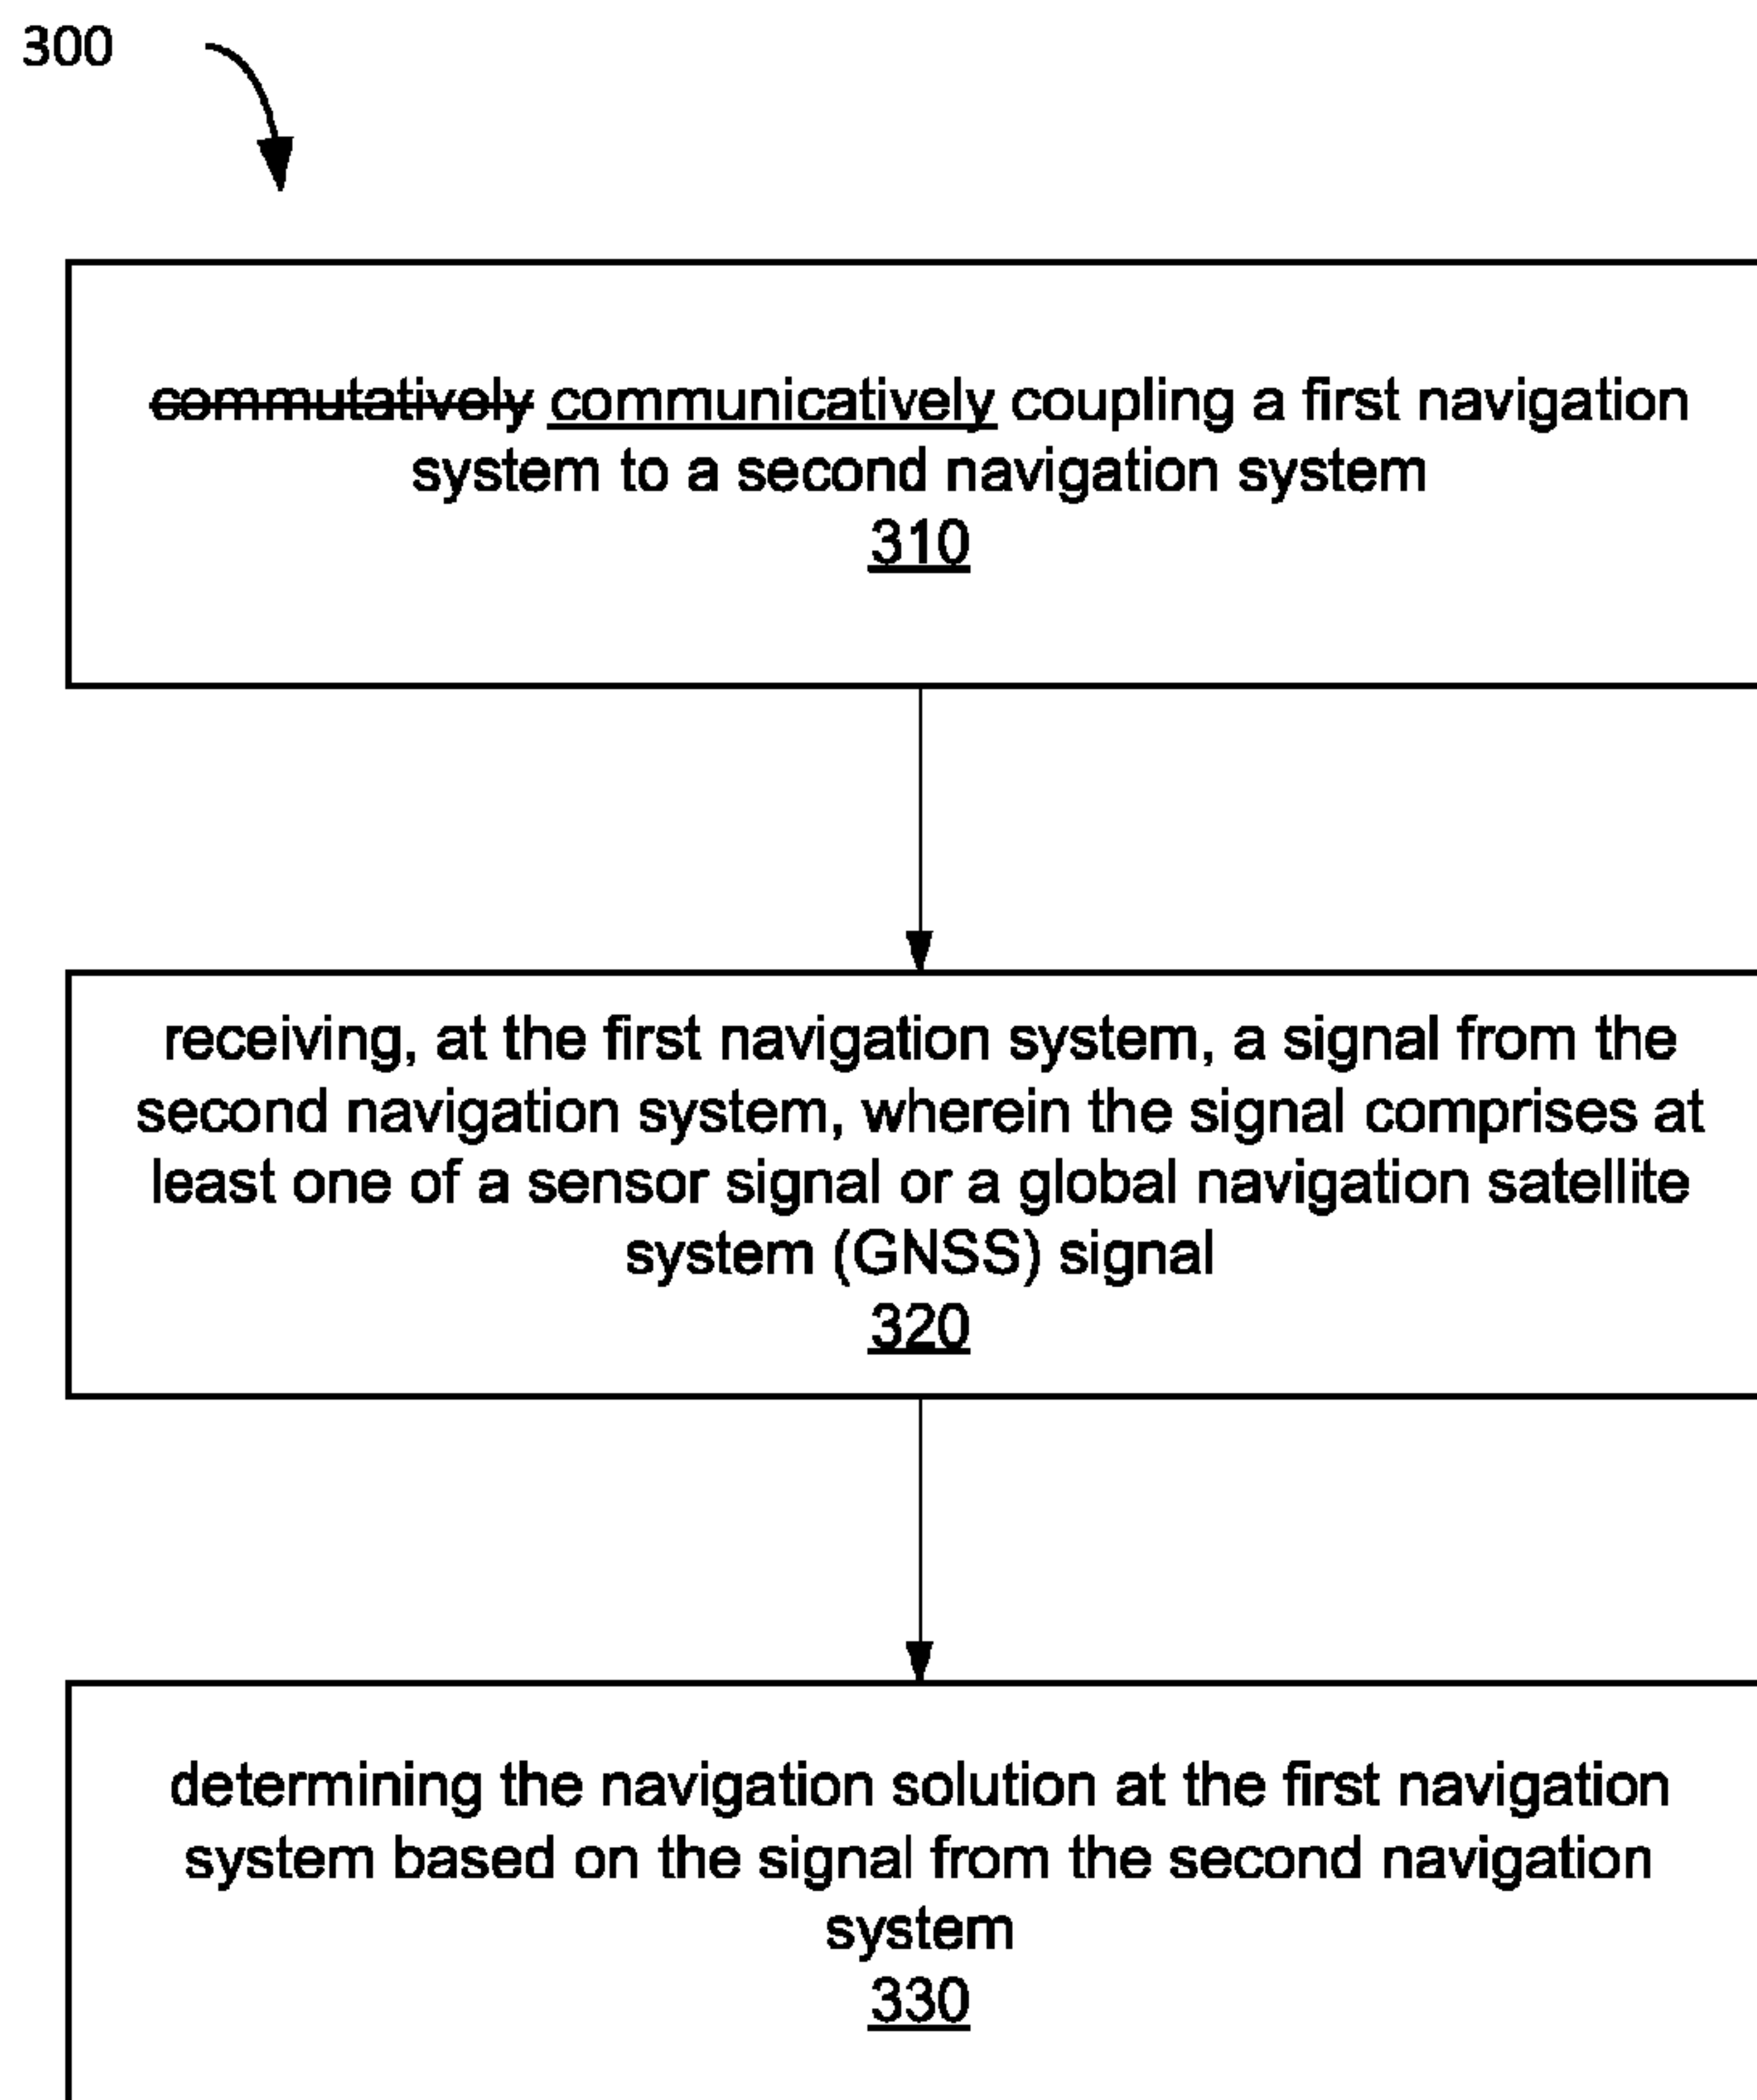 300
commutatively communicatively coupling a first navigation
system to a second navigation system
310
receiving, at the first navigation system, a signal from the
second navigation system, wherein the signal comprises at
least one of a sensor signal or a global navigation satellite
system (GNSS) signal
320
determining the navigation solution at the first navigation
system based on the signal from the second navigation
system
330